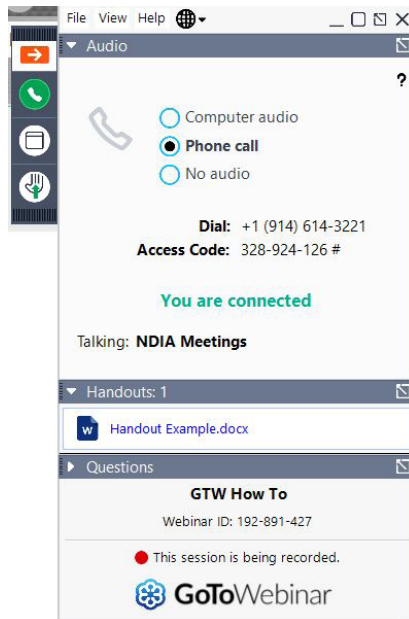 File View Help
Audio
?
Computer audio
Phone call
No audio
Dial: +1 (914) 614-3221
Access Code: 328-924-126 #
You are connected
Talking: NDIA Meetings
Handouts: 1
W Handout Example.docx
Questions
GTW How To
Webinar ID: 192-891-427
This session is being recorded.
GoToWebinar